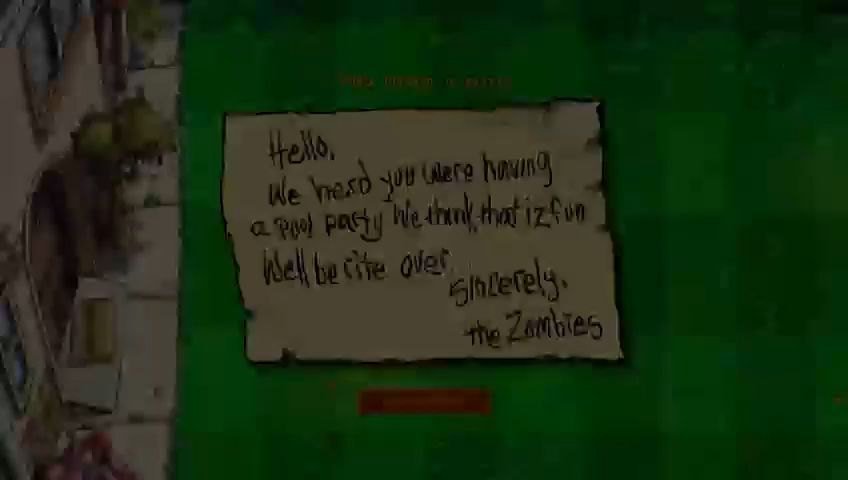 Hello,
We herd you were having
a pool party We think that iz fun
Well be rite over.
Sincerely,
the Zombies